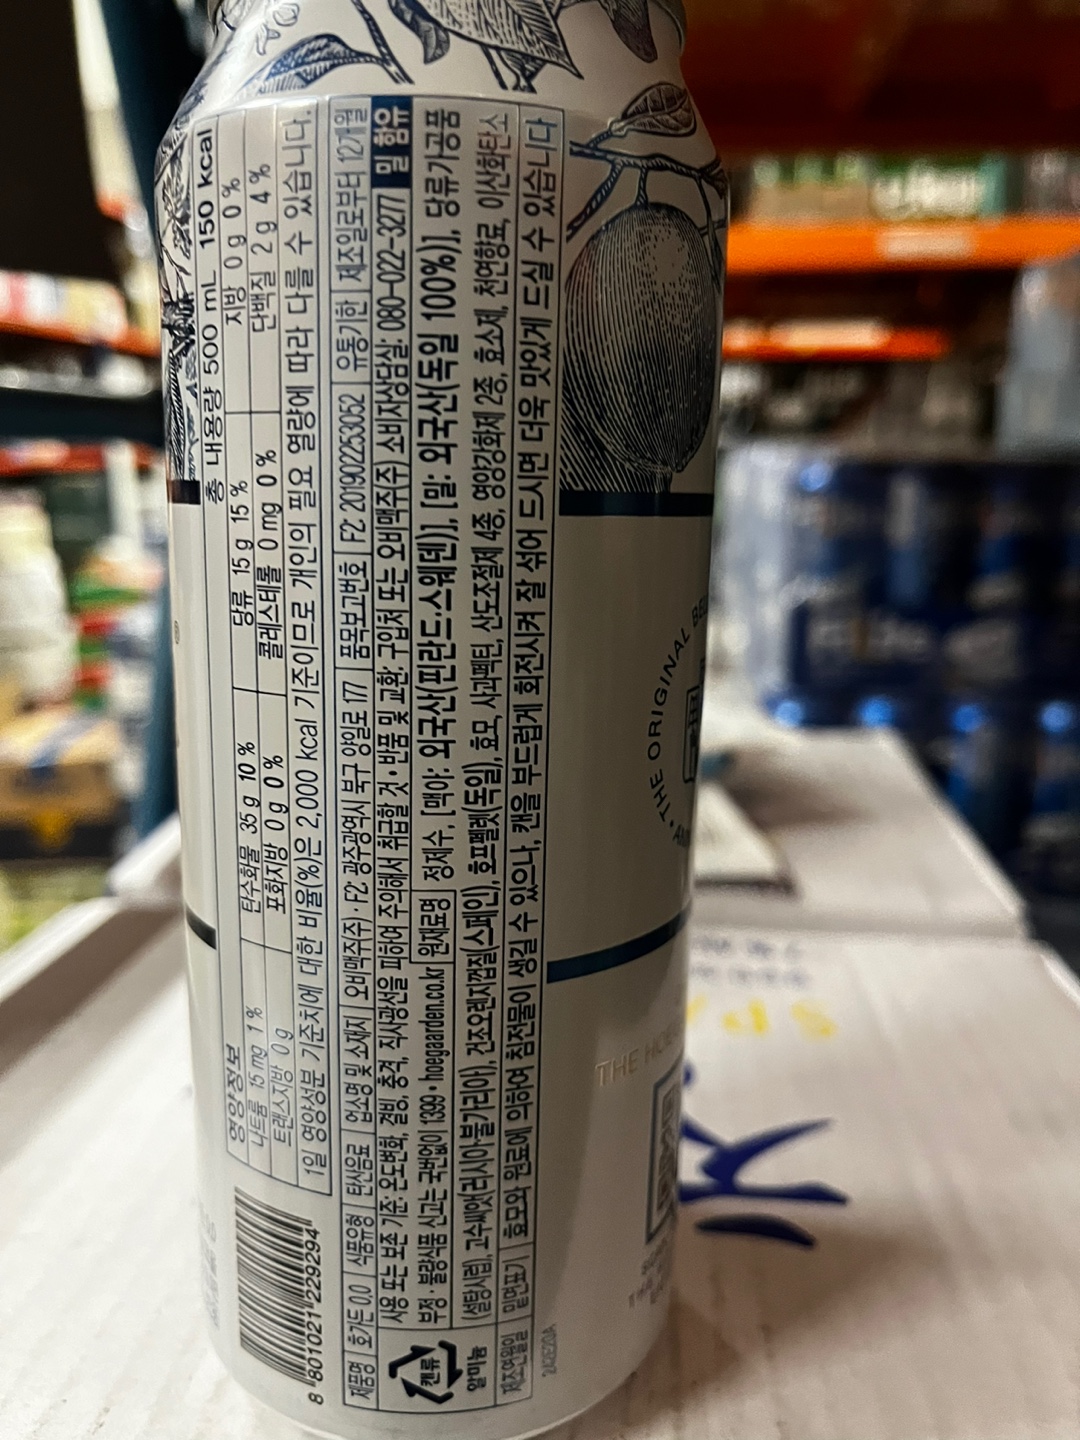 영양정보 총 내용량 500 mL 150 kcal
나트륨 15 mg 1 % 탄수화물 35 g 10 % 당류 15 g 15 % 지방 0 g 0 %
트랜스지방 0 g 포화지방 0 g 0 % 콜레스테롤 0 mg 0 % 단백질 2 g 4 %
1일 영양성분 기준치에 대한 비율(%)은 2,000 kcal 기준이므로 개인의 필요 열량에 따라 다를 수 있습니다.
8 801021 229294
제품명 호가든 0.0 식품유형 탄산음료 업소명 및 소재지 오비맥주(주)·F2: 광주광역시 북구 양일로 177 품목보고번호 F2: 201902253052 유통기한 제조일로부터 12개월
사용 또는 보존 기준: 온도변화, 결빙, 충격, 직사광선을 피하여 주의해서 취급할 것·반품 및 교환: 구입처 또는 오비맥주(주) 소비자상담실: 080-022-3277 밀 함유
부정·불량식품 신고는 국번없이 1399·hoegaarden.co.kr 원재료명 정제수, [맥아: 외국산(핀란드.스웨덴)], [밀: 외국산(독일 100%)], 당류가공품
(설탕시럽), 고수씨앗(러시아.불가리아), 건조오렌지껍질(스페인), 호프펠렛(독일), 효모, 사과펙틴, 산도조절제 4종, 영양강화제 2종, 효소제, 천연향료, 이산화탄소
제조연월일 밑면표기 효모와 원료에 의하여 침전물이 생길 수 있으나, 캔을 부드럽게 회전시켜 잘 섞어 드시면 더욱 맛있게 드실 수 있습니다
캔류
알미늄
THE ORIGINAL
THE